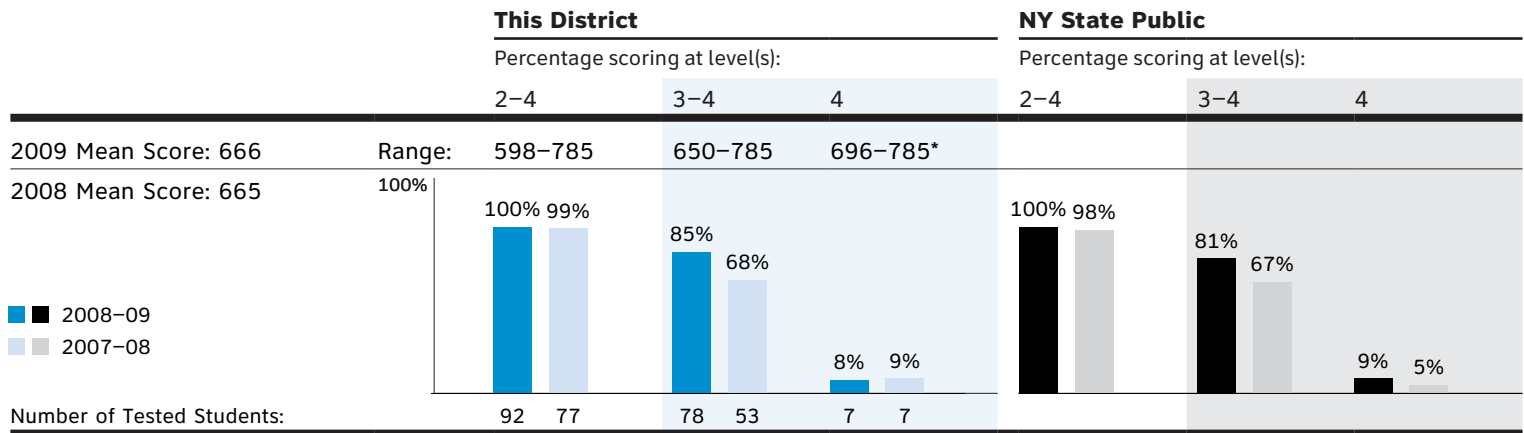 This District NY State Public
Percentage scoring at level(s): Percentage scoring at level(s):
2–4 3–4 4 2–4 3–4 4
2009 Mean Score: 666 Range: 598–785 650–785 696–785*
2008 Mean Score: 665 100%
100% 99% 85% 68% 8% 9% 100% 98% 81% 67% 9% 5%
2008–09
2007–08
Number of Tested Students: 92 77 78 53 7 7